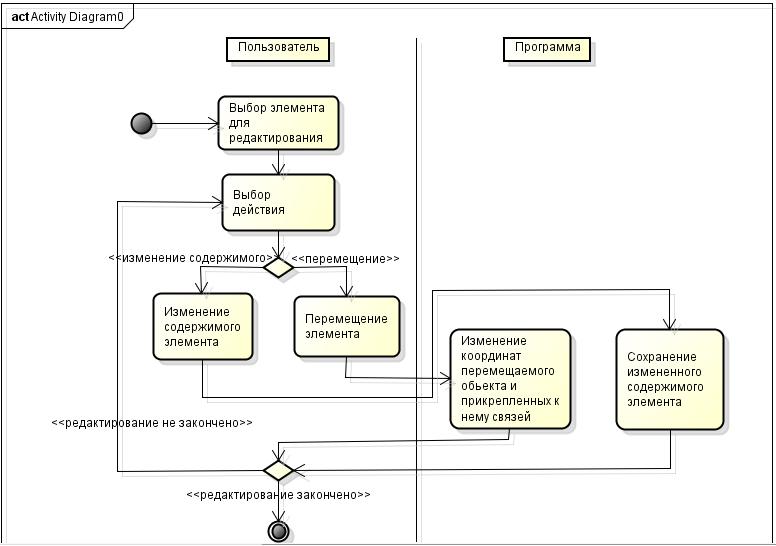 act Activity Diagram0
Пользователь
Программа
Выбор элемента
для
редактирования
Выбор
действия
<<изменение содержимого>>
<<перемещение>>
Изменение
содержимого
элемента
Перемещение
элемента
Изменение
координат
перемещаемого
обьекта и
прикрепленных к
нему связей
Сохранение
измененного
содержимого
элемента
<<редактирование не закончено>>
<<редактирование закончено>>